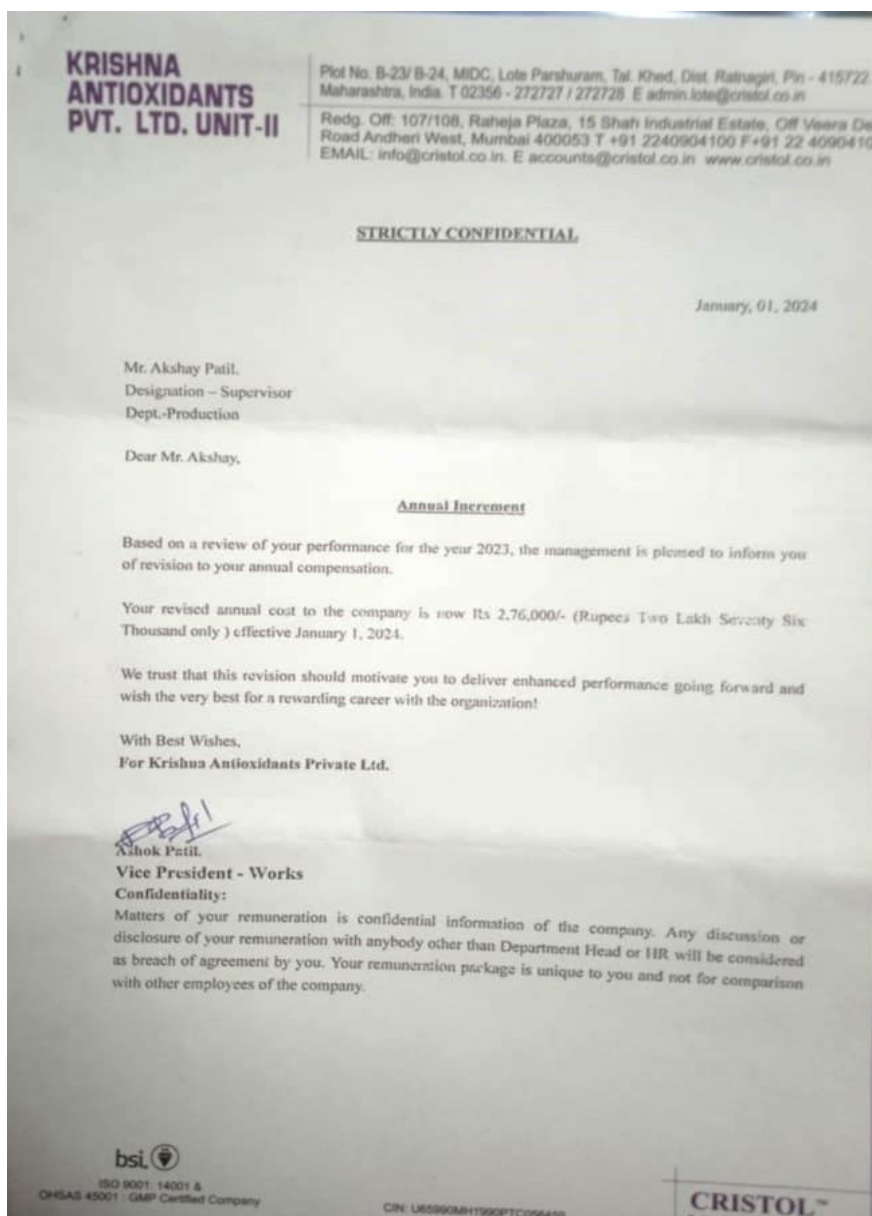 KRISHNA
ANTIOXIDANTS
PVT. LTD. UNIT-II
Plot No. B-23/ B-24, MIDC, Lote Parshuram, Tal. Khed, Dist. Ratnagiri, Pin - 415722
Maharashtra, India. T 02356 - 272727 / 272728 E admin.lote@cristol.co.in
Redg. Off: 107/108, Raheja Plaza, 15 Shah Industrial Estate, Off Veera De
Road Andheri West, Mumbai 400053 T +91 2240904100 F+91 22 4090410
EMAIL: info@cristol.co.in. E accounts@cristol.co.in www.cristol.co.in
STRICTLY CONFIDENTIAL
January, 01, 2024
Mr. Akshay Patil.
Designation – Supervisor
Dept.-Production
Dear Mr. Akshay,
Annual Increment
Based on a review of your performance for the year 2023, the management is pleased to inform you
of revision to your annual compensation.
Your revised annual cost to the company is now Rs 2,76,000/- (Rupees Two Lakh Seventy Six
Thousand only ) effective January 1, 2024.
We trust that this revision should motivate you to deliver enhanced performance going forward and
wish the very best for a rewarding career with the organization!
With Best Wishes,
For Krishna Antioxidants Private Ltd.
Ashok Patil.
Vice President - Works
Confidentiality:
Matters of your remuneration is confidential information of the company. Any discussion or
disclosure of your remuneration with anybody other than Department Head or HR will be considered
as breach of agreement by you. Your remuneration package is unique to you and not for comparison
with other employees of the company.
bsi.
ISO 9001: 14001 &
OHSAS 45001 : GMP Certified Company
CIN:
CRISTOL™